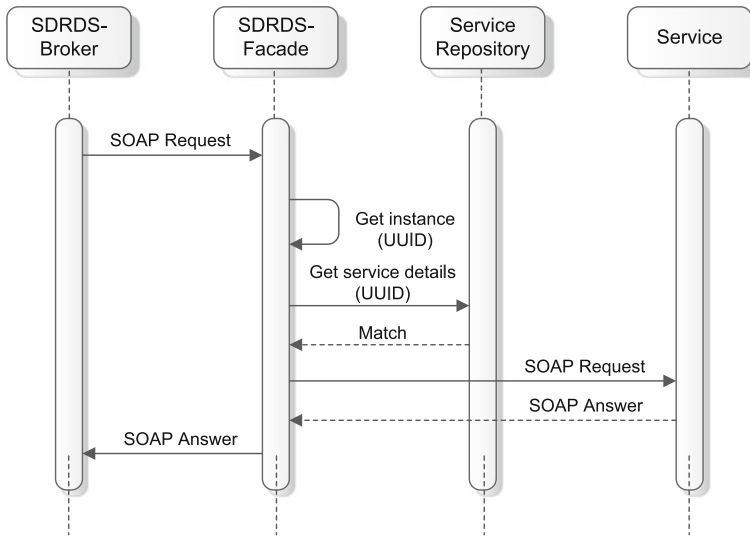 SDRDS-
Broker
SDRDS-
Facade
Service
Repository
Service
SOAP Request
Get instance
(UUID)
Get service details
(UUID)
Match
SOAP Request
SOAP Answer
SOAP Answer